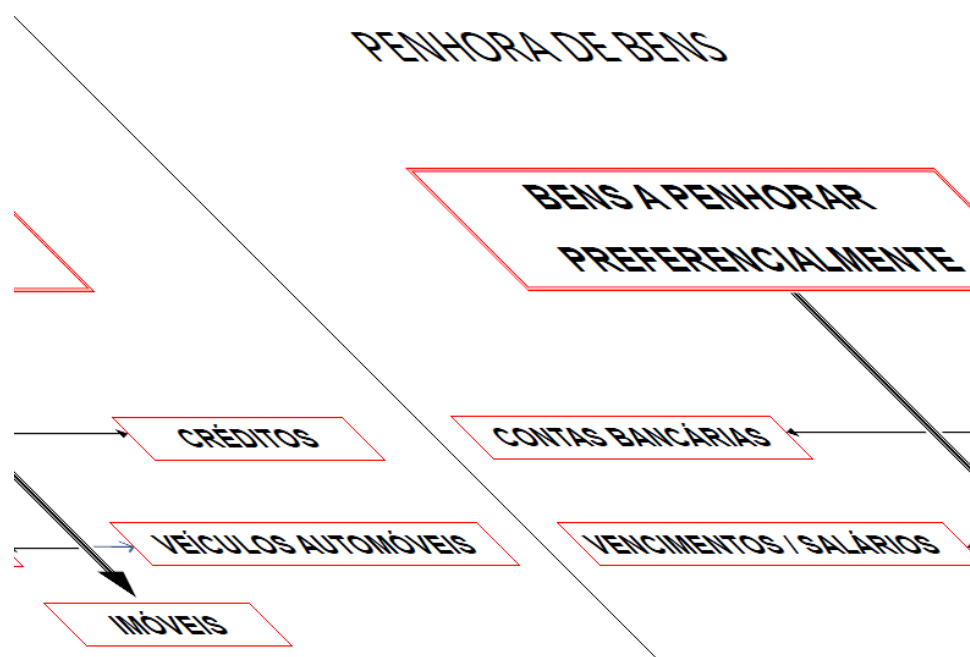 PENHORA DE BENS
BENS A PENHORAR
PREFERENCIALMENTE
CRÉDITOS
CONTAS BANCÁRIAS
VEÍCULOS AUTOMÓVEIS
VENCIMENTOS / SALÁRIOS
IMÓVEIS